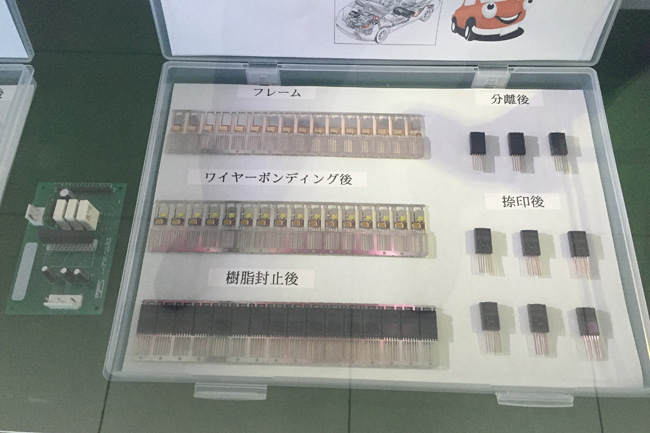 フレーム
分離後
ワイヤーボンディング後
捺印後
樹脂封止後
後